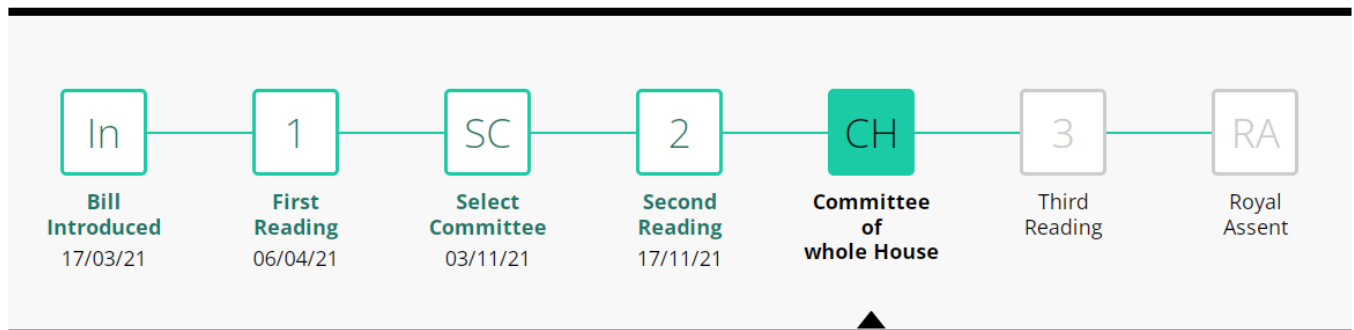 In
1
SC
2
CH
3
RA
Bill
Introduced
17/03/21
First
Reading
06/04/21
Select
Committee
03/11/21
Second
Reading
17/11/21
Committee
of
whole House
Third
Reading
Royal
Assent